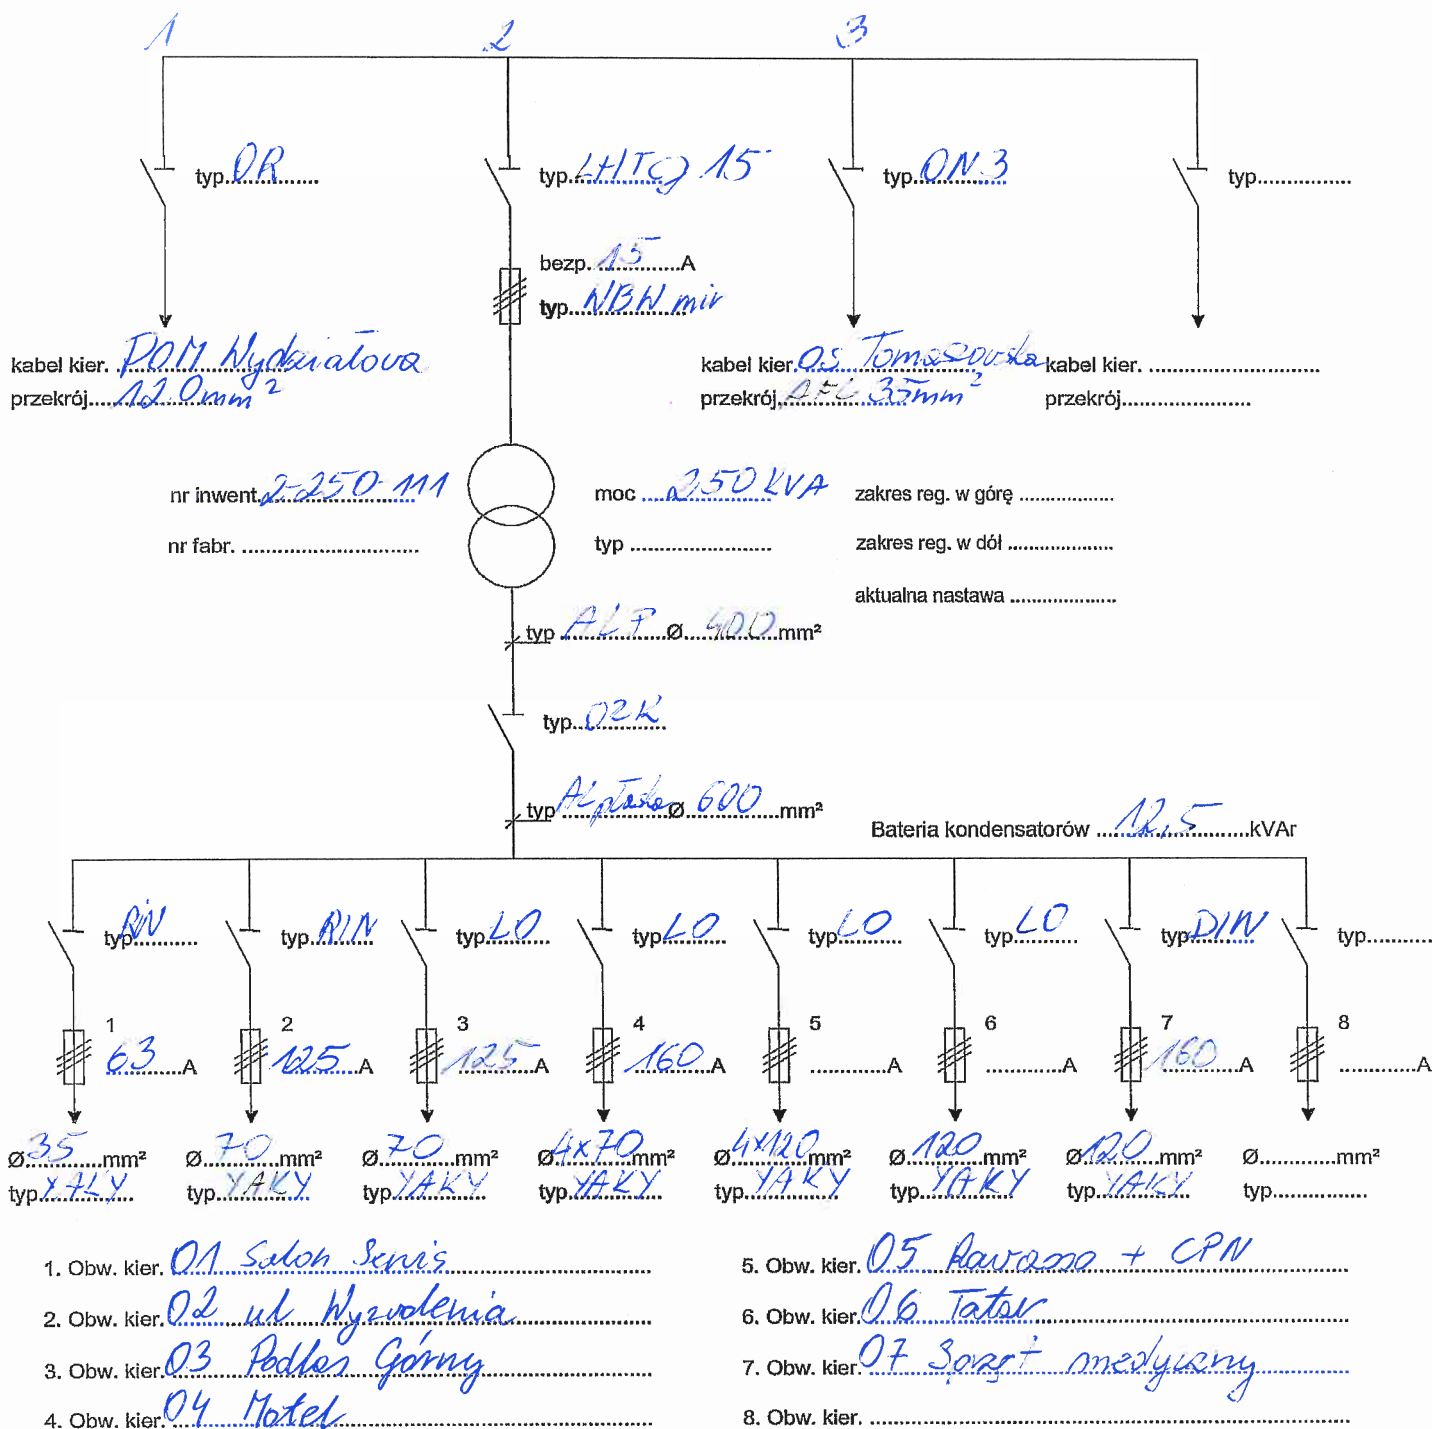 1 2 3
typ. OR typ. LHTCJ 15 typ. ON3 typ
bezp. 15 A
typ. WBW mir
kabel kier. POM Wydziałowa kabel kier. OS Tomaszowska kabel kier.
przekrój 120mm² przekrój AFL 35mm² przekrój
nr inwent. 2-250-111 moc 250 KVA zakres reg. w górę
nr fabr. typ zakres reg. w dół
aktualna nastawa
typ ALP Ø 400 mm²
typ. OZK
typ AL płaska Ø 600 mm²
Bateria kondensatorów 12,5 kVAr
typ RIN typ. RIN typ LO typ LO typ LO typ LO typ DIN typ
1 2 3 4 5 6 7 8
63 A 125 A 125 A 160 A A A 160 A A
Ø 35 mm² Ø 70 mm² Ø 70 mm² Ø 4x70 mm² Ø 4x120 mm² Ø 120 mm² Ø 120 mm² Ø mm²
typ YAKY typ YAKY typ YAKY typ YAKY typ YAKY typ YAKY typ YAKY typ
1. Obw. kier. 01 Salon Serwis
2. Obw. kier. 02 ul Wyzwolenia
3. Obw. kier. 03 Podlas Górny
4. Obw. kier. 04 Motel
5. Obw. kier. 05 + CPN
6. Obw. kier. 06 Tatar
7. Obw. kier. 07 Sprzęt medyczny
8. Obw. kier.